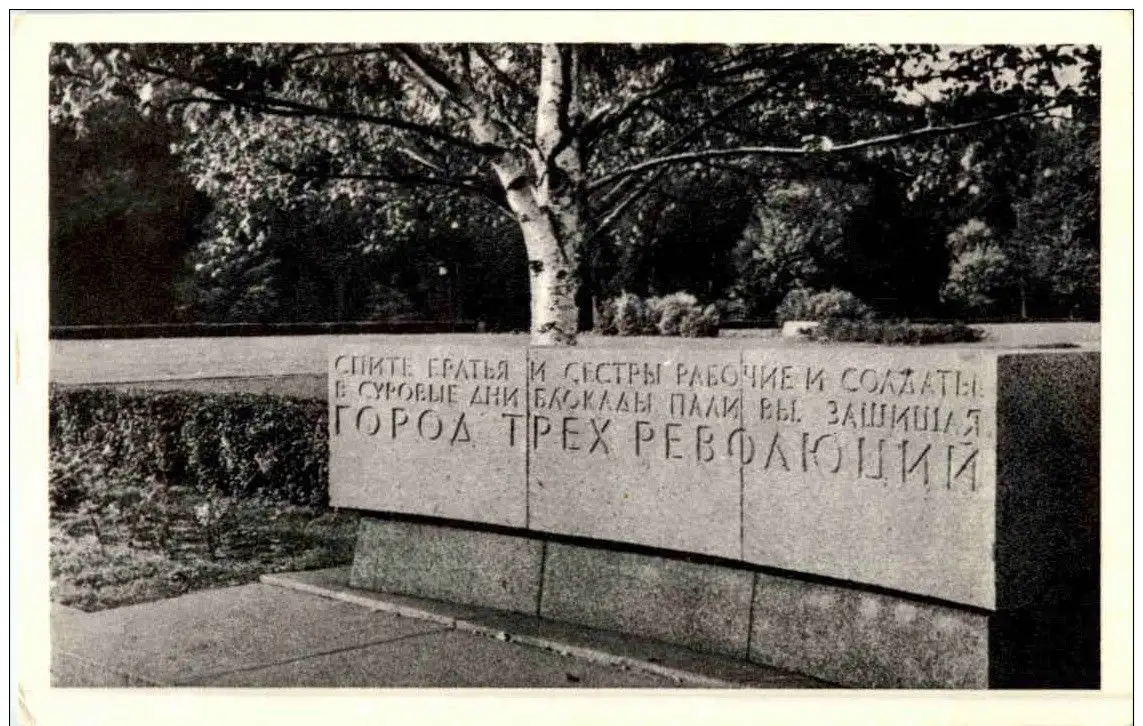 СПИТЕ БРАТЬЯ И СЕСТРЫ РАБОЧИЕ И СОЛДАТЫ
В СУРОВЫЕ ДНИ БЛОКАДЫ ПАЛИ ВЫ ЗАЩИЩАЯ
ГОРОД ТРЕХ РЕВОЛЮЦИЙ